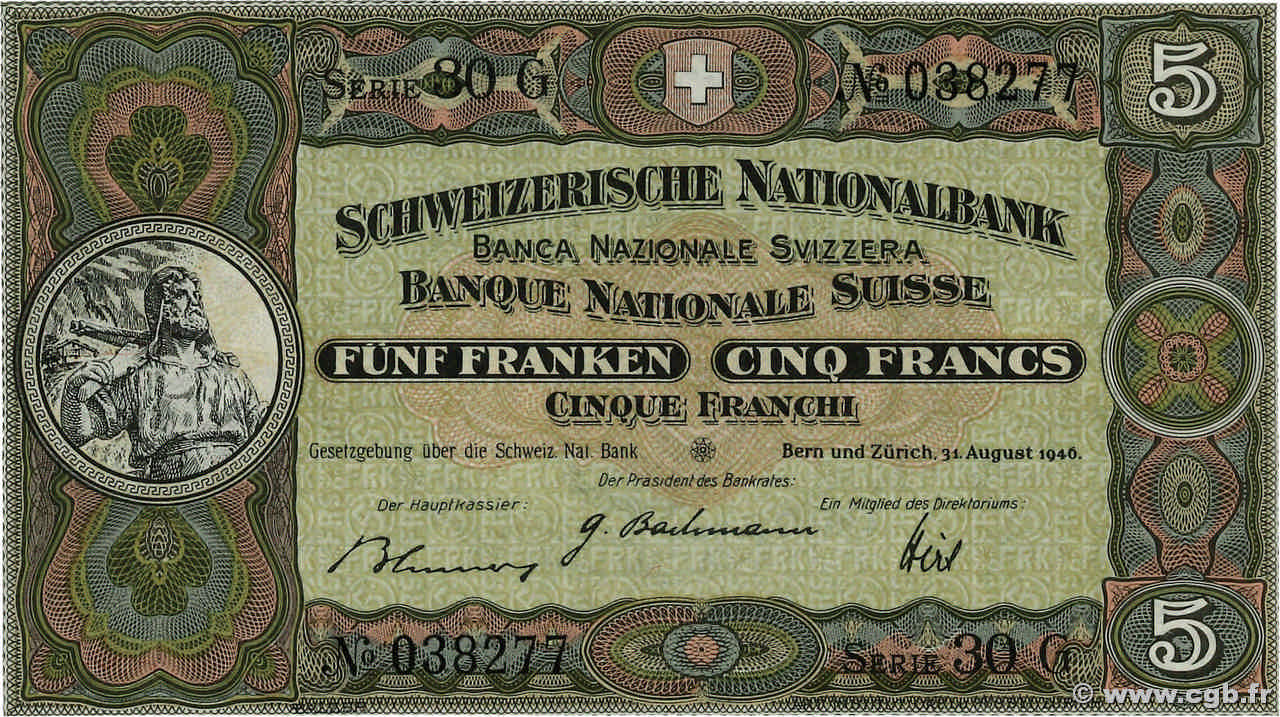 SERIE 30 G
No 038277
5
SCHWEIZERISCHE NATIONALBANK
BANCA NAZIONALE SVIZZERA
BANQUE NATIONALE SUISSE
FÜNF FRANKEN
CINQ FRANCS
CINQUE FRANCHI
Gesetzgebung über die Schweiz. Nat. Bank
Bern und Zürich, 31. August 1946.
Der Präsident des Bankrates:
Der Hauptkassier:
Ein Mitglied des Direktoriums:
G. Bachmann
Hirs
No 038277
SERIE 30 G
5
© www.cgb.fr